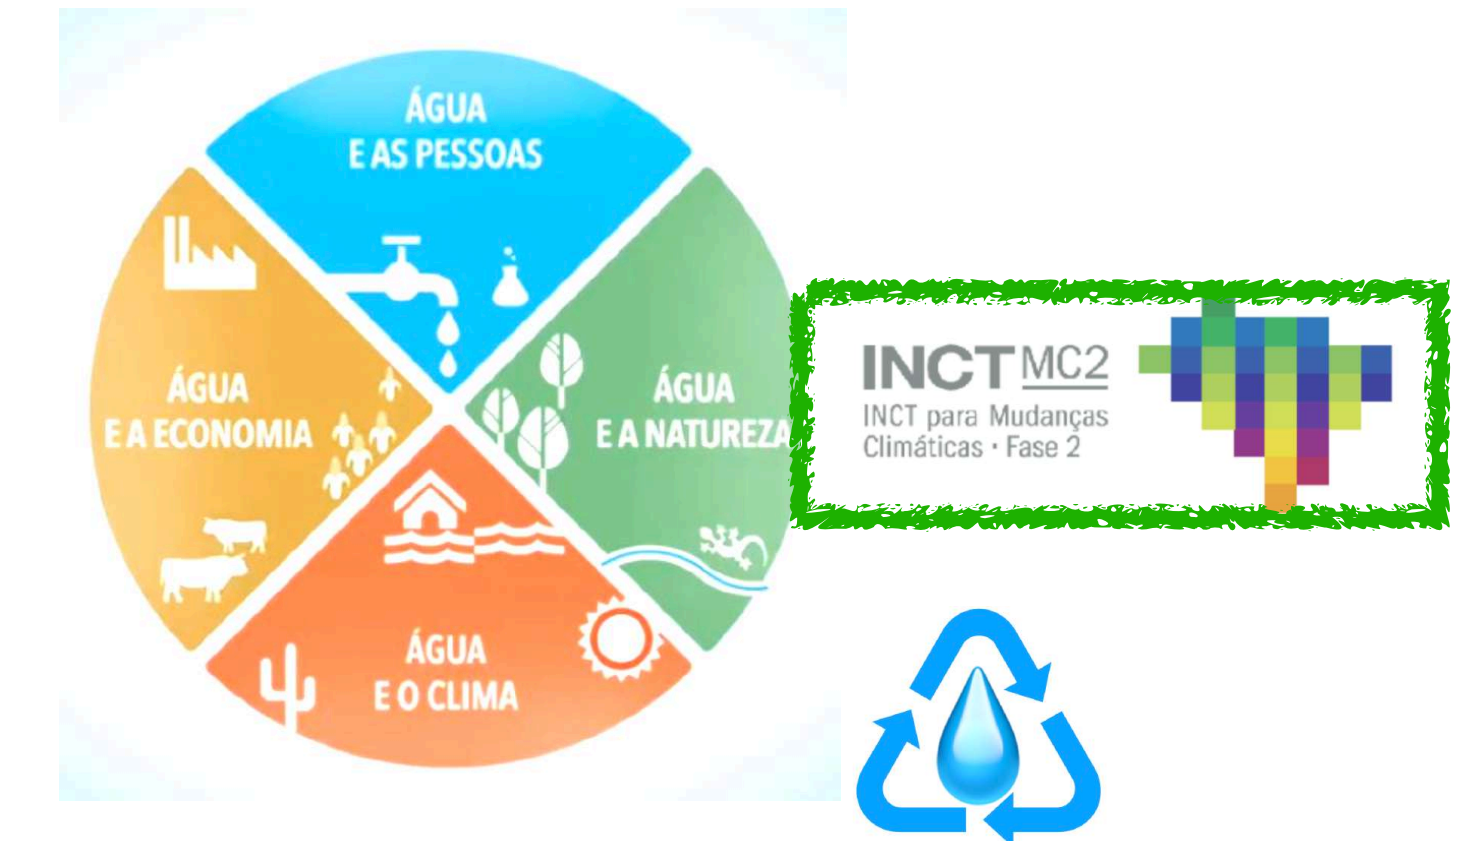 ÁGUA
E AS PESSOAS
ÁGUA
E A ECONOMIA
ÁGUA
E A NATUREZA
ÁGUA
E O CLIMA
INCT MC2
INCT para Mudanças
Climáticas · Fase 2